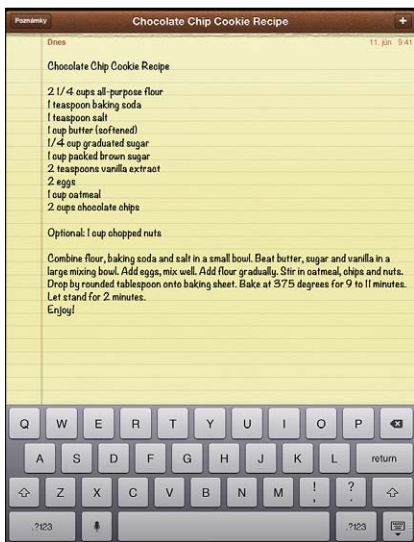 Poznámky
Chocolate Chip Cookie Recipe
+
Dnes
11. jún 9:41
Chocolate Chip Cookie Recipe
2 1/4 cups all-purpose flour
1 teaspoon baking soda
1 teaspoon salt
1 cup butter (softened)
1/4 cup graduated sugar
1 cup packed brown sugar
2 teaspoons vanilla extract
2 eggs
1 cup oatmeal
2 cups chocolate chips
Optional: 1 cup chopped nuts
Combine flour, baking soda and salt in a small bowl. Beat butter, sugar and vanilla in a
large mixing bowl. Add eggs, mix well. Add flour gradually. Stir in oatmeal, chips and nuts.
Drop by rounded tablespoon onto baking sheet. Bake at 375 degrees for 9 to 11 minutes.
Let stand for 2 minutes.
Enjoy!
Q W E R T Y U I O P
A S D F G H J K L return
Z X C V B N M ! , ? .
.?123 .?123